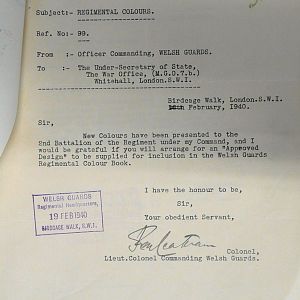 Subject:- REGIMENTAL COLOURS.
Ref. No:- 99.
From :- Officer Commanding, WELSH GUARDS.
To :- The Under-Secretary of State,
The War Office, (M.G.O.7.b.)
Whitehall, London.S.W.I.
Birdcage Walk, London.S.W.I.
February, 1940.
Sir,
New Colours have been presented to the
2nd Battalion of the Regiment under my Command, and I
would be grateful if you will arrange for an "Approved
Design" to be supplied for inclusion in the Welsh Guards
Regimental Colour Book.
I have the honour to be,
Sir,
Your obedient Servant,
WELSH GUARDS
Regimental Headquarters,
19 FEB 1940
BIRDCAGE WALK, S.W.I.
Colonel,
Lieut.Colonel Commanding Welsh Guards.